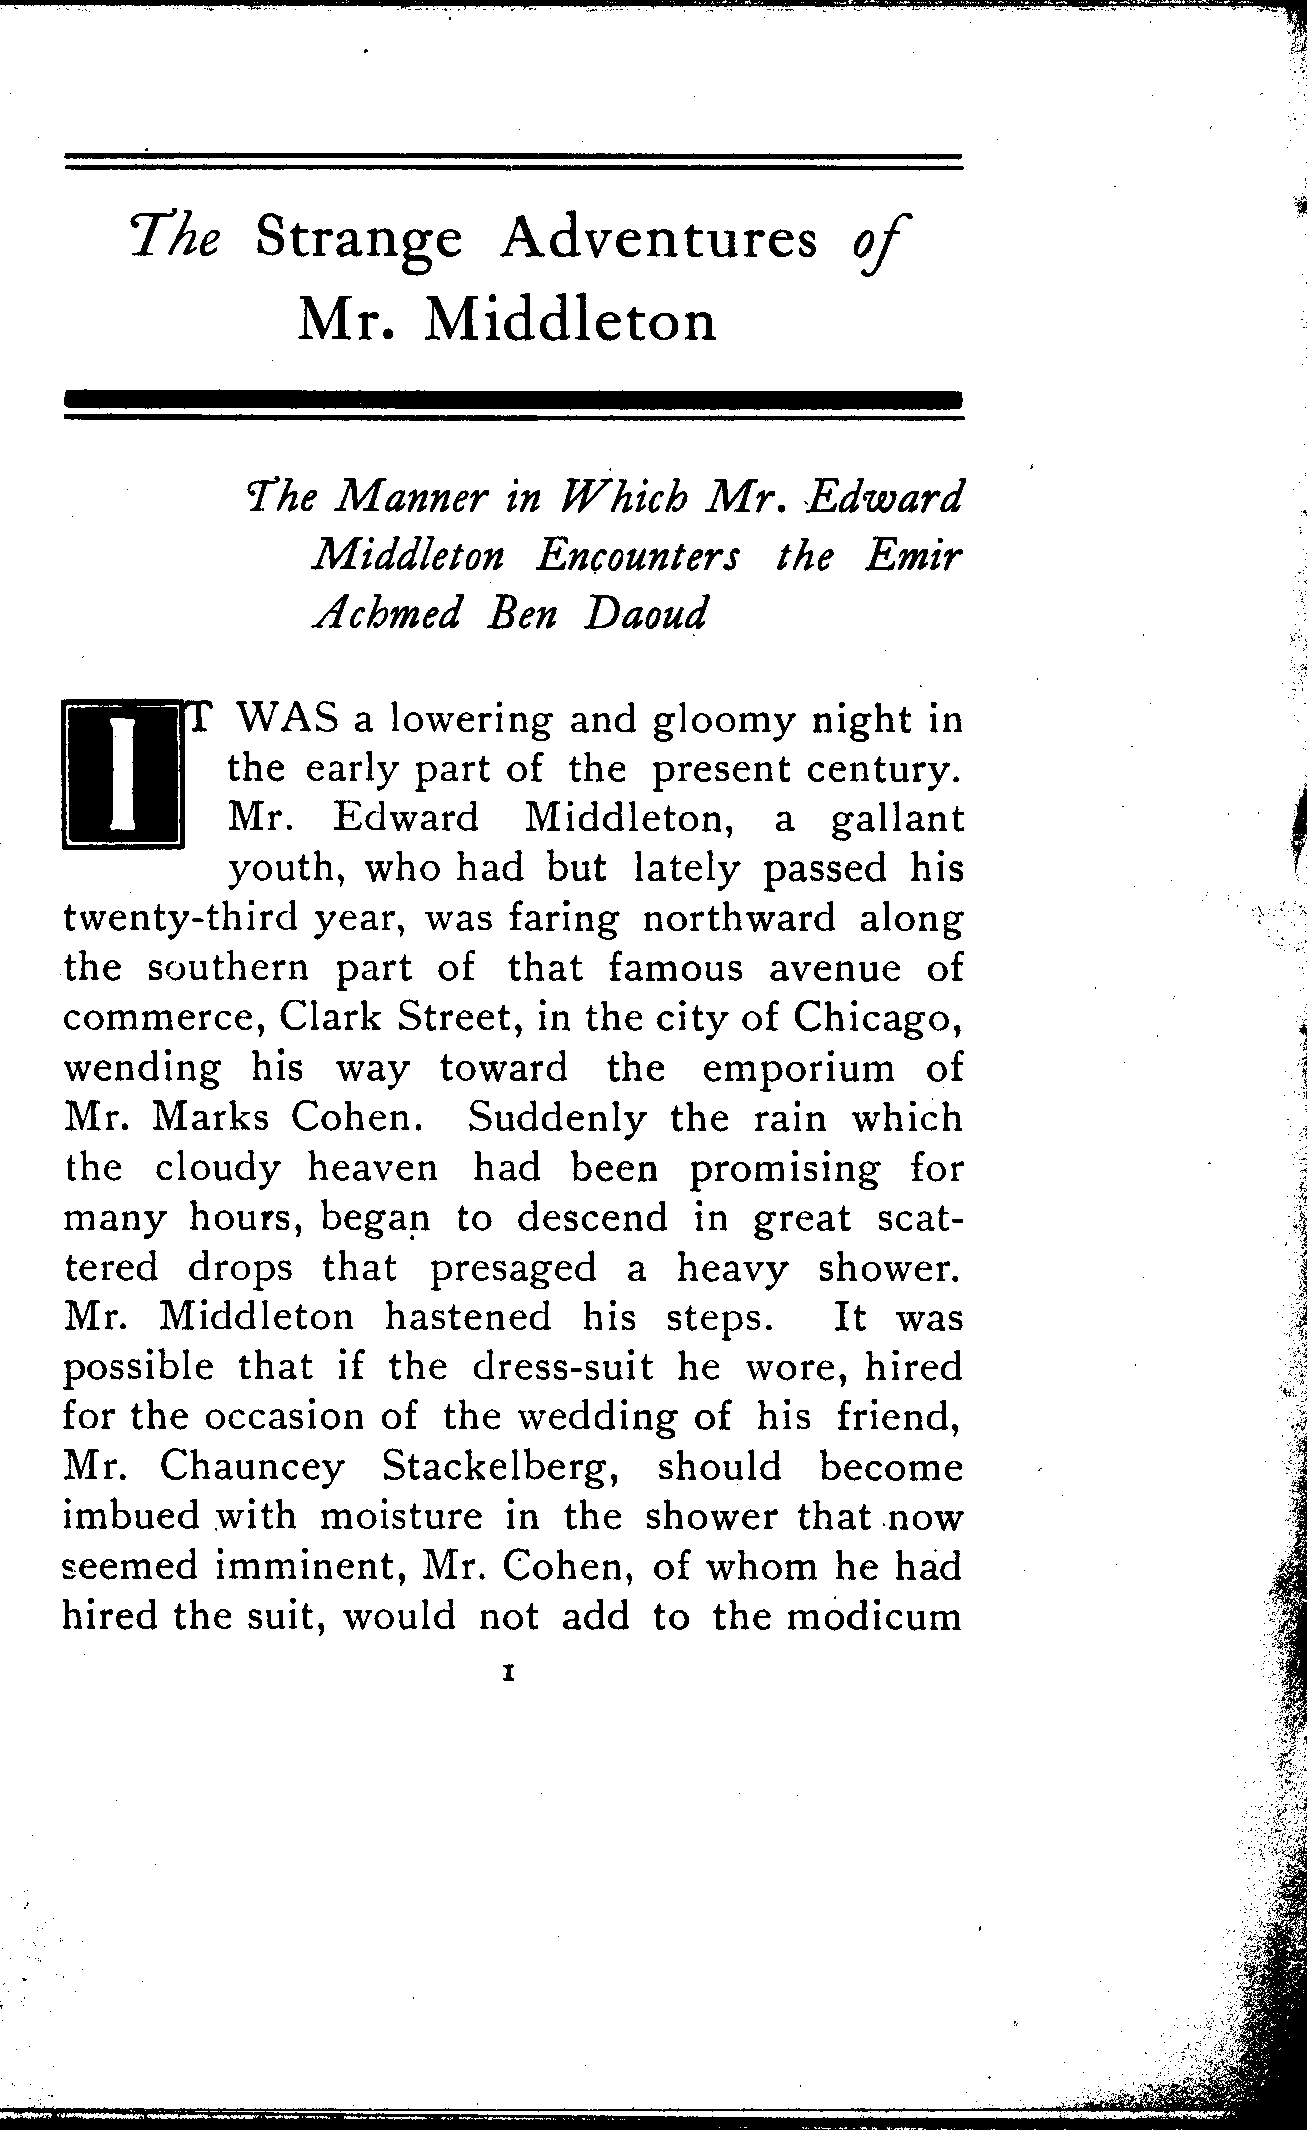 The Strange Adventures of
Mr. Middleton
The Manner in Which Mr. Edward
Middleton Encounters the Emir
Achmed Ben Daoud
IT WAS a lowering and gloomy night in
the early part of the present century.
Mr. Edward Middleton, a gallant
youth, who had but lately passed his
twenty-third year, was faring northward along
the southern part of that famous avenue of
commerce, Clark Street, in the city of Chicago,
wending his way toward the emporium of
Mr. Marks Cohen. Suddenly the rain which
the cloudy heaven had been promising for
many hours, began to descend in great scat-
tered drops that presaged a heavy shower.
Mr. Middleton hastened his steps. It was
possible that if the dress-suit he wore, hired
for the occasion of the wedding of his friend,
Mr. Chauncey Stackelberg, should become
imbued with moisture in the shower that now
seemed imminent, Mr. Cohen, of whom he had
hired the suit, would not add to the modicum
1